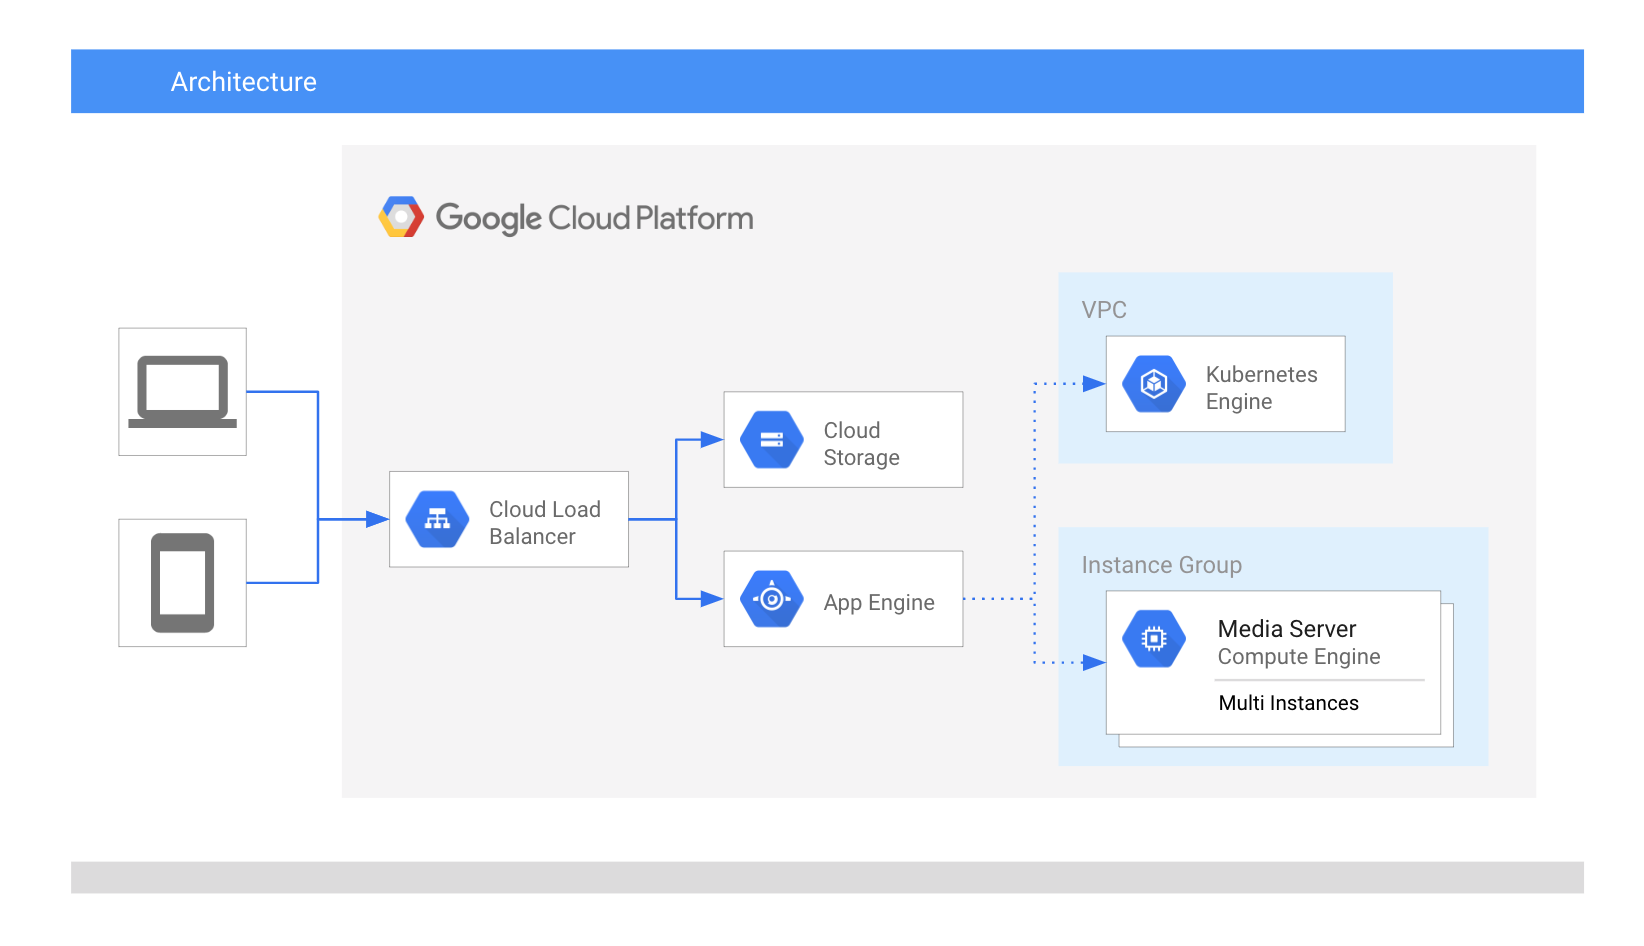 Architecture
Google Cloud Platform
VPC
Kubernetes
Engine
Cloud
Storage
Cloud Load
Balancer
App Engine
Instance Group
Media Server
Compute Engine
Multi Instances